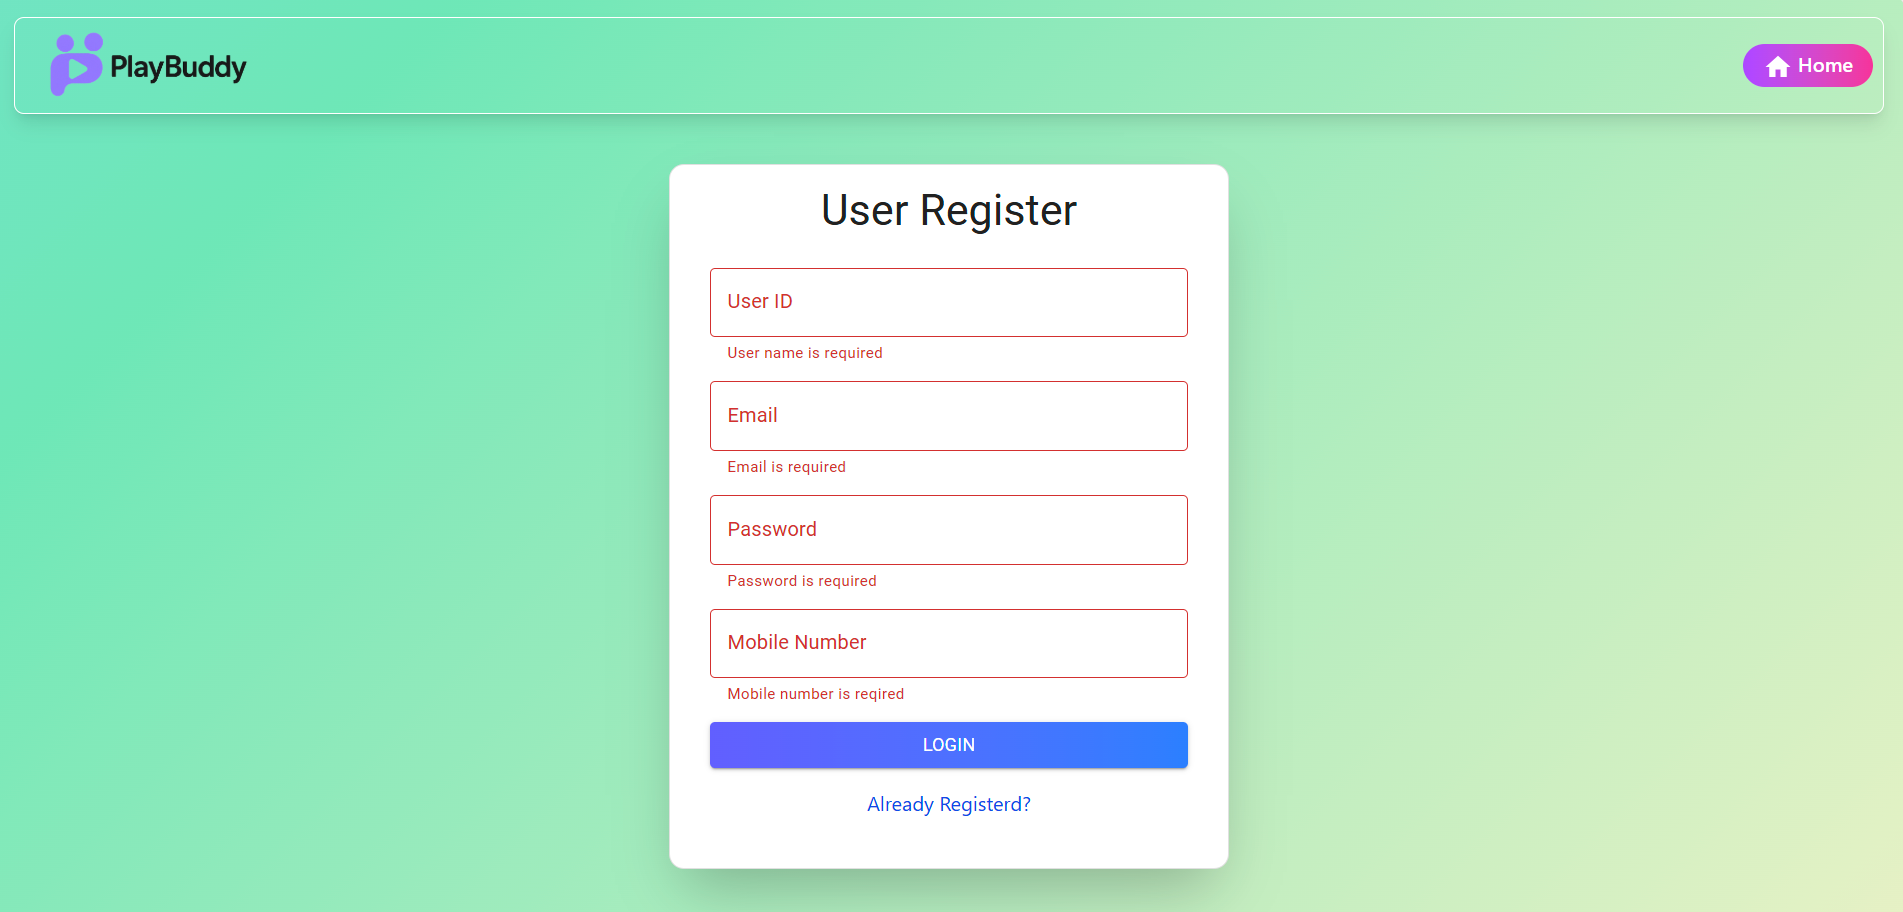 PlayBuddy
Home
User Register
User ID
User name is required
Email
Email is required
Password
Password is required
Mobile Number
Mobile number is reqired
LOGIN
Already Registerd?